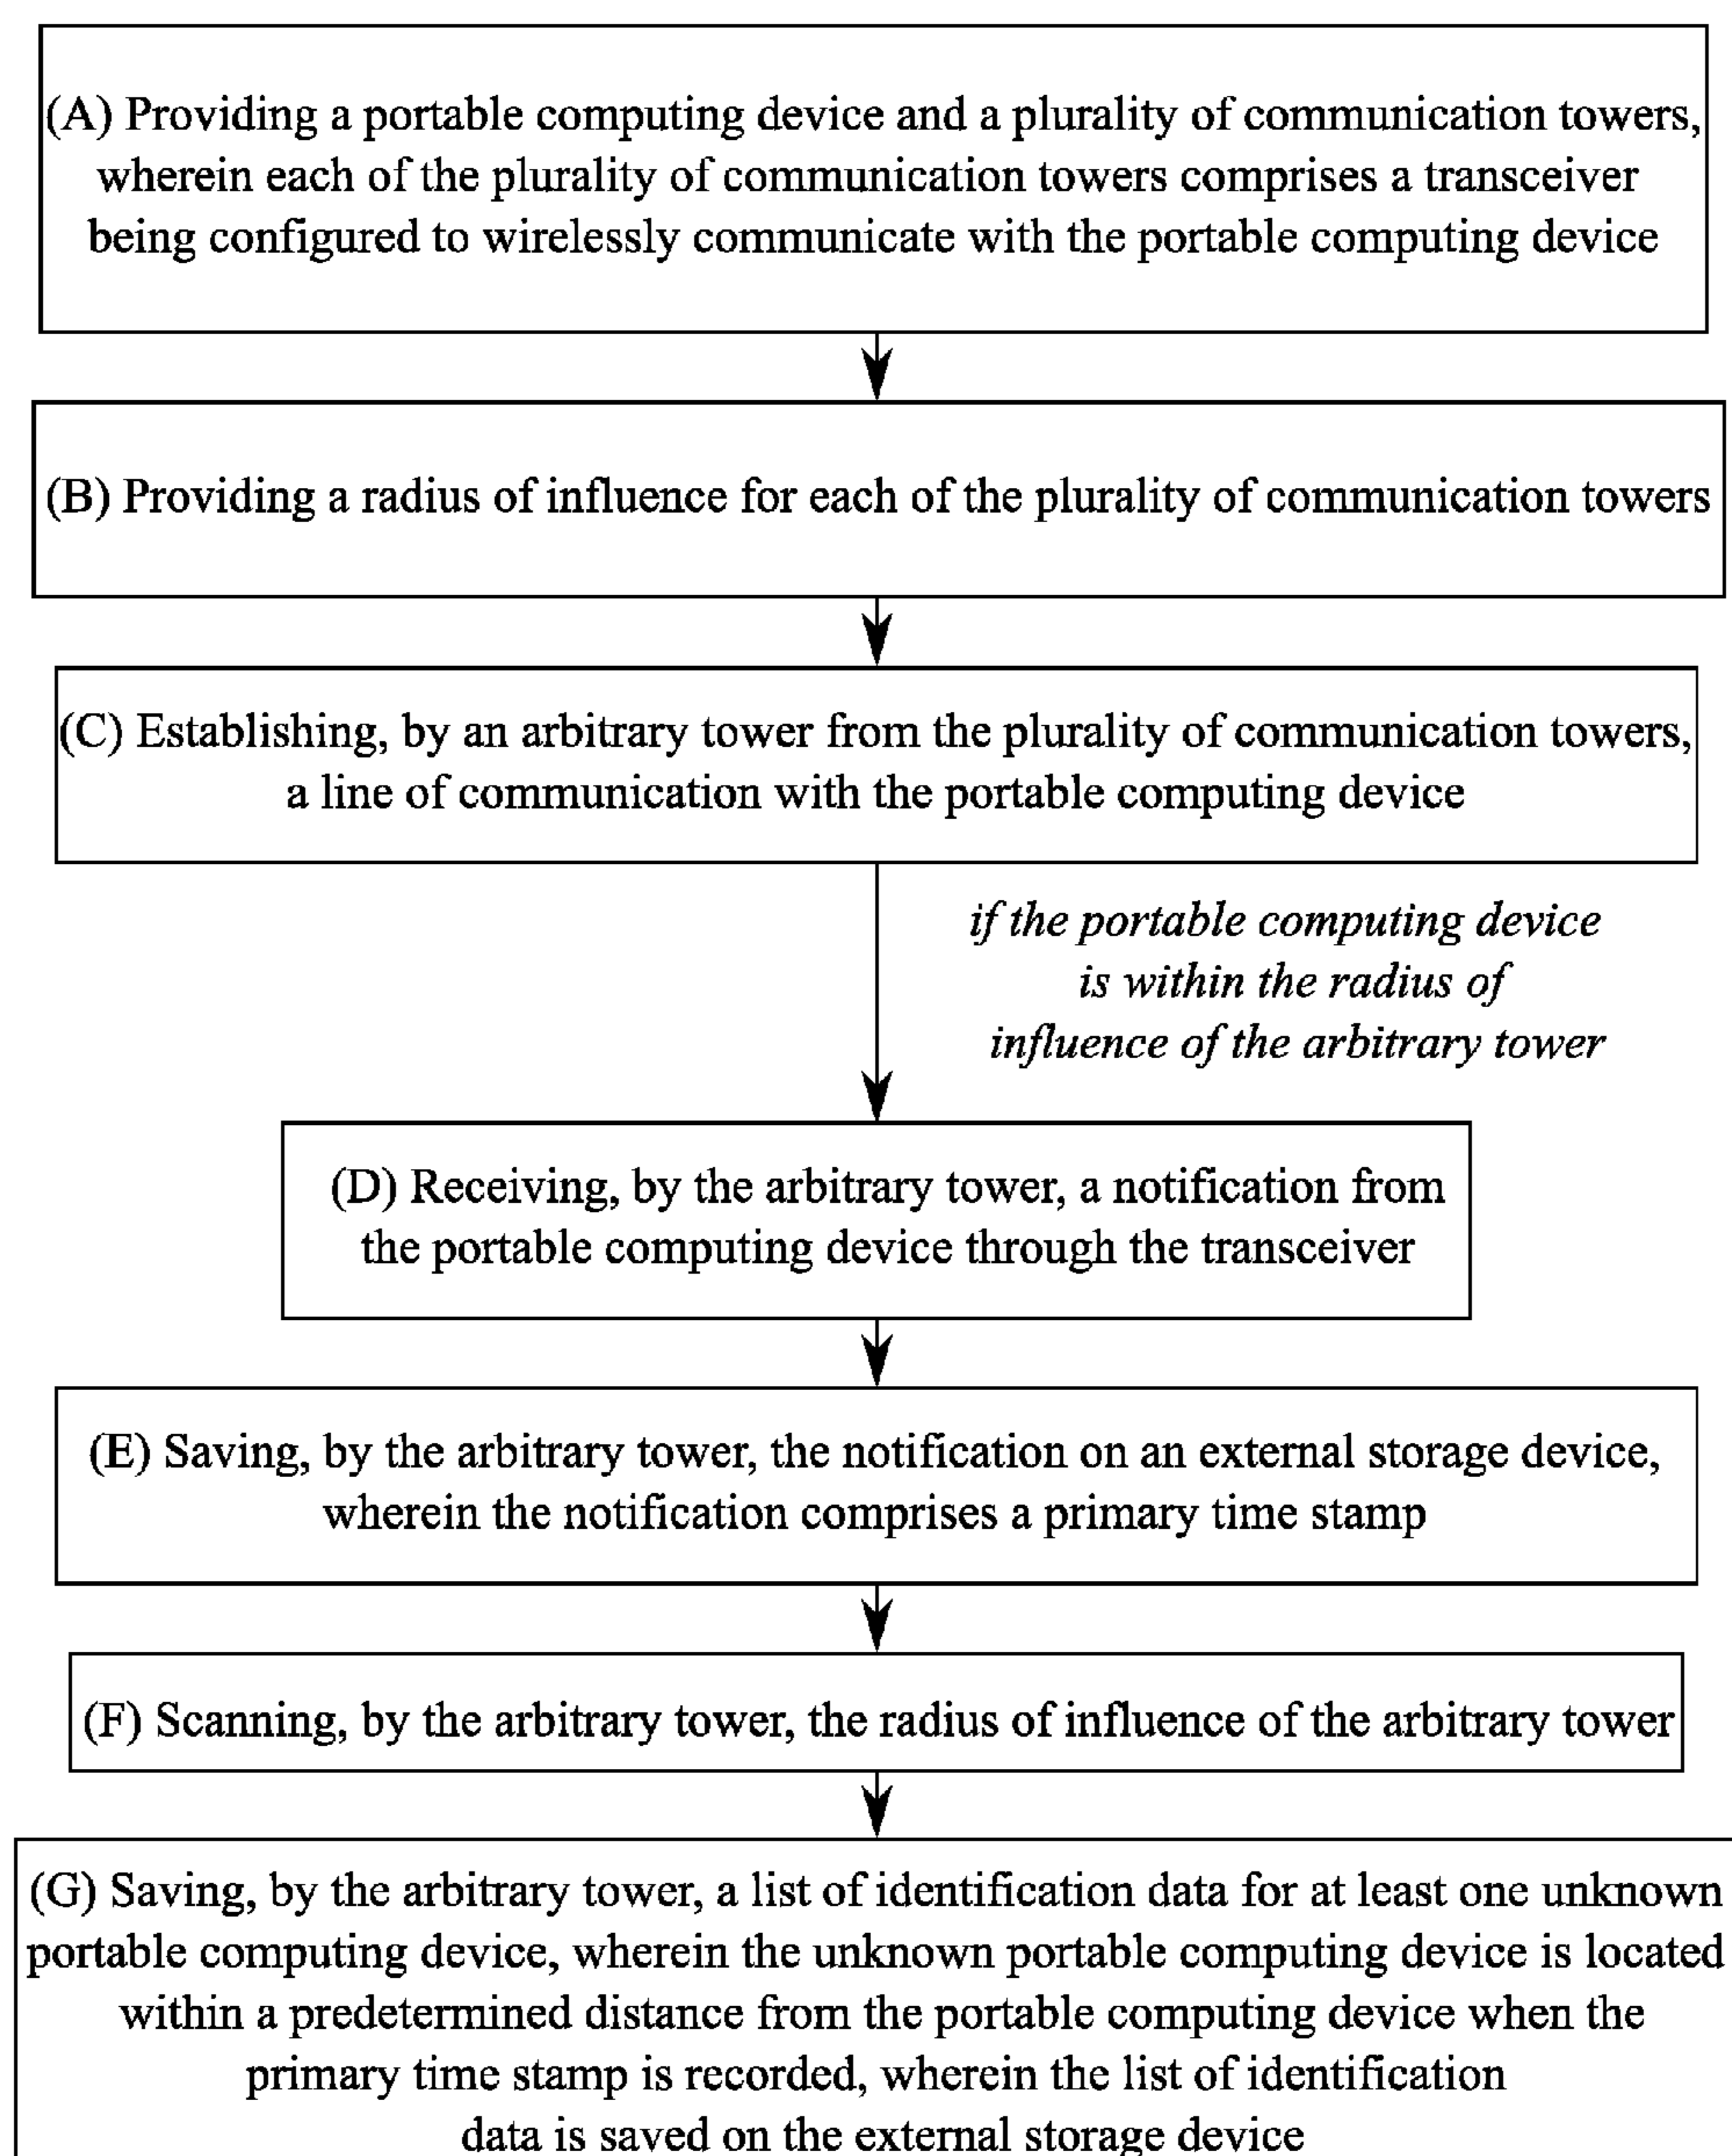 (A) Providing a portable computing device and a plurality of communication towers,
wherein each of the plurality of communication towers comprises a transceiver
being configured to wirelessly communicate with the portable computing device
(B) Providing a radius of influence for each of the plurality of communication towers
(C) Establishing, by an arbitrary tower from the plurality of communication towers,
a line of communication with the portable computing device
if the portable computing device
is within the radius of
influence of the arbitrary tower
(D) Receiving, by the arbitrary tower, a notification from
the portable computing device through the transceiver
(E) Saving, by the arbitrary tower, the notification on an external storage device,
wherein the notification comprises a primary time stamp
(F) Scanning, by the arbitrary tower, the radius of influence of the arbitrary tower
(G) Saving, by the arbitrary tower, a list of identification data for at least one unknown
portable computing device, wherein the unknown portable computing device is located
within a predetermined distance from the portable computing device when the
primary time stamp is recorded, wherein the list of identification
data is saved on the external storage device